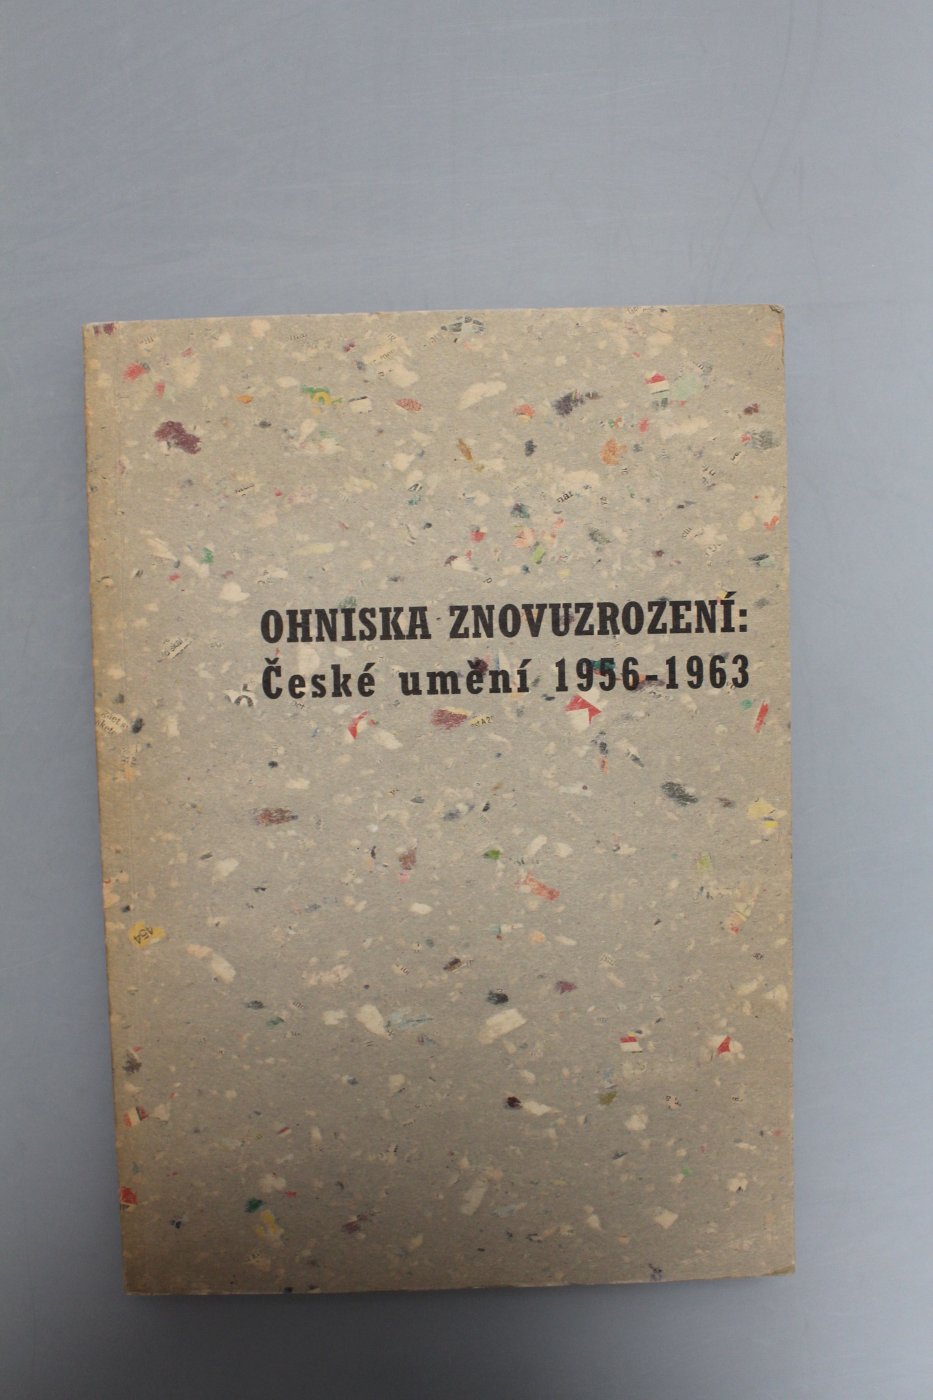 OHNISKA ZNOVUZROZENÍ:
České umění 1956-1963